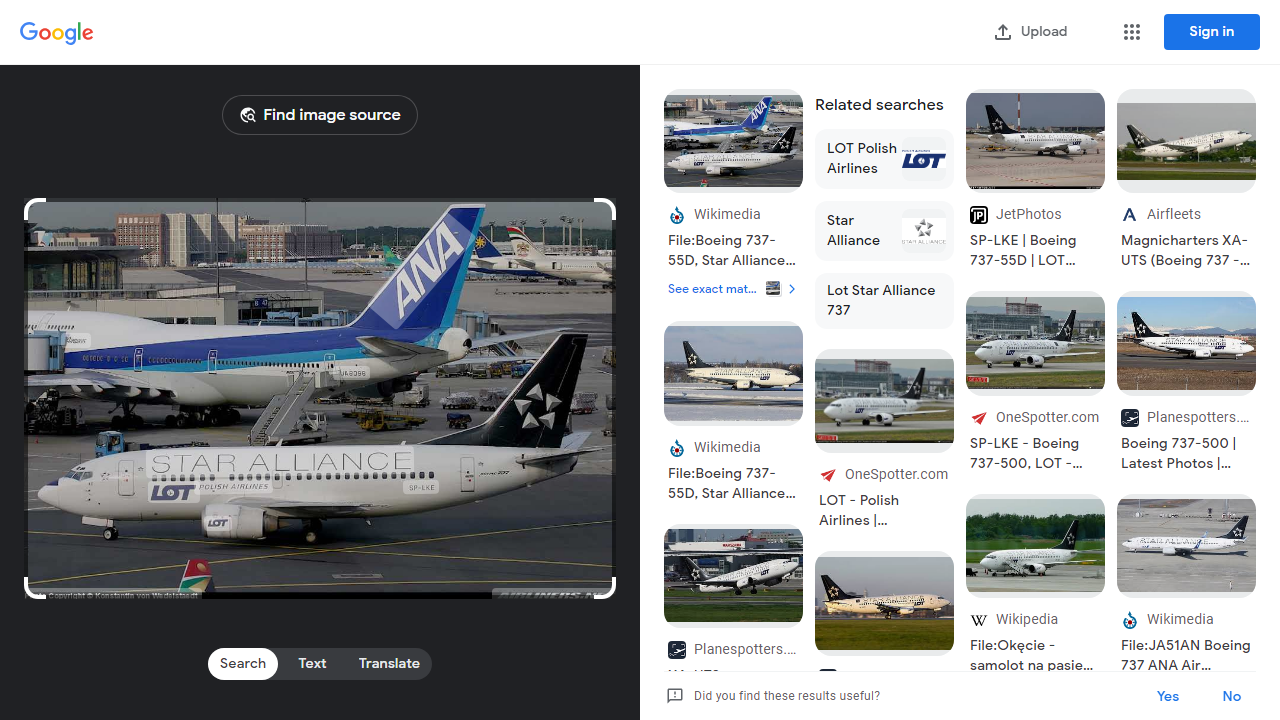 Google
Upload
Sign in
Find image source
ANA
STAR ALLIANCE
LOT POLISH AIRLINES
SP-LKE
LOT
Copyright © Konstantin von Wedelstaedt
AIRLINERS.NET
Search
Text
Translate
Wikimedia
File:Boeing 737-
55D, Star Alliance...
See exact mat...
Wikimedia
File:Boeing 737-
55D, Star Alliance...
Planespotters....
Related searches
LOT Polish
Airlines
LOT
Star
Alliance
STAR ALLIANCE
Lot Star Alliance
737
OneSpotter.com
LOT - Polish
Airlines |...
JetPhotos
SP-LKE | Boeing
737-55D | LOT...
OneSpotter.com
SP-LKE - Boeing
737-500, LOT -...
Wikipedia
File:Okęcie -
samolot na pasie...
Airfleets
Magnicharters XA-
UTS (Boeing 737 -...
Planespotters....
Boeing 737-500 |
Latest Photos |...
Wikimedia
File:JA51AN Boeing
737 ANA Air...
Did you find these results useful?
Yes
No